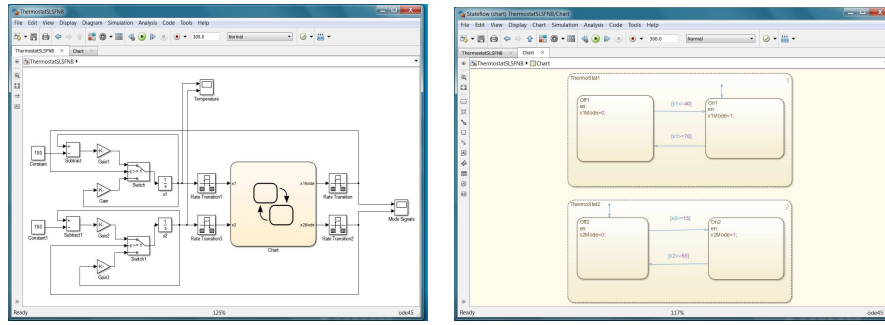 ThermostatSLSFNB
File Edit View Display Diagram Simulation Analysis Code Tools Help
300.0 Normal
ThermostatSLSFNB × Chart ×
ThermostatSLSFNB
Temperature
100
Constant
Subtract
Gain1
Switch
Gain
1
s
x1
Rate Transition1
x1
x1Mode
Rate Transition
Mode Signals
100
Constant1
Subtract1
Gain2
Switch1
Gain3
1
s
x2
Rate Transition3
x2
x2Mode
Chart
Rate Transition2
Ready 125% ode45
Stateflow (chart) ThermostatSLSFNB/Chart
File Edit View Display Chart Simulation Analysis Code Tools Help
300.0 Normal
ThermostatSLSFNB × Chart ×
ThermostatSLSFNB Chart
ThermoStat1 1
Off1
en:
x1Mode=0;
[x1<=40]
[x1>=70]
On1
en:
x1Mode=1;
ThermoStat2 2
Off2
en:
x2Mode=0;
On2
en:
x2Mode=1;
Ready 117% ode45